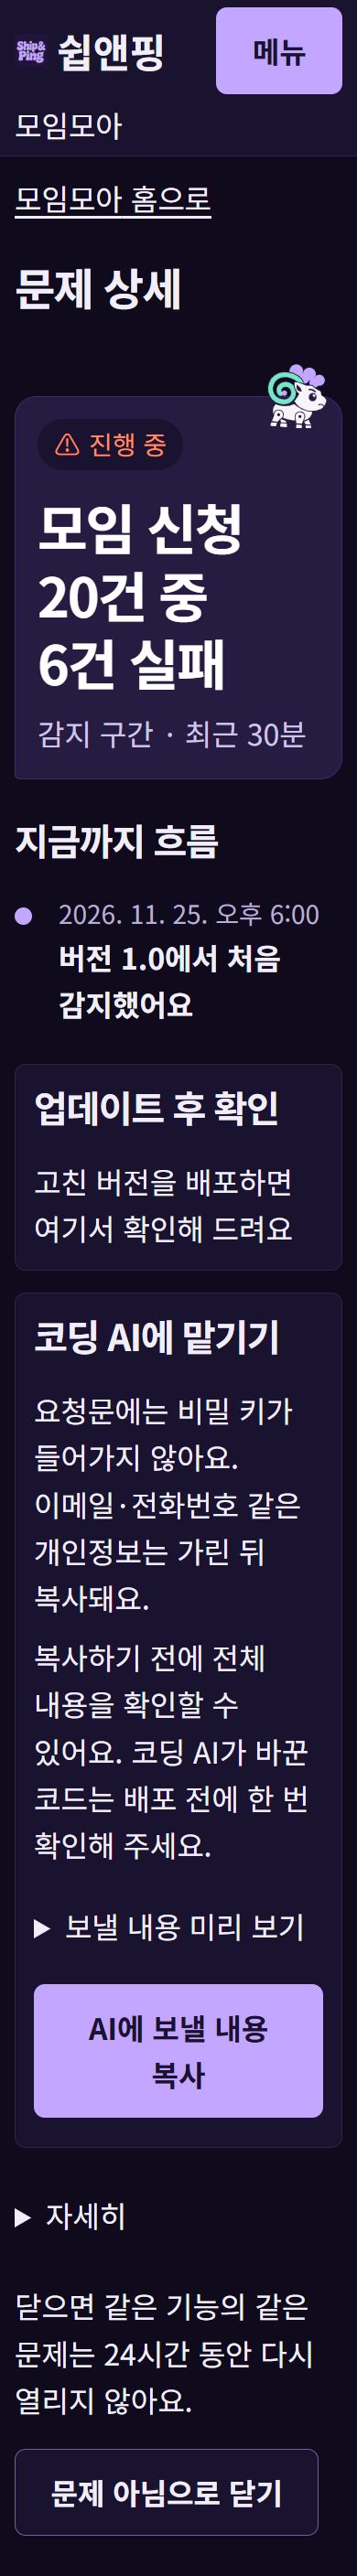 Ship&
Ping
쉽앤핑
메뉴
모임모아
모임모아 홈으로
문제 상세
진행 중
모임 신청
20건 중
6건 실패
감지 구간 · 최근 30분
지금까지 흐름
2026. 11. 25. 오후 6:00
버전 1.0에서 처음
감지했어요
업데이트 후 확인
고친 버전을 배포하면
여기서 확인해 드려요
코딩 AI에 맡기기
요청문에는 비밀 키가
들어가지 않아요.
이메일·전화번호 같은
개인정보는 가린 뒤
복사돼요.
복사하기 전에 전체
내용을 확인할 수
있어요. 코딩 AI가 바꾼
코드는 배포 전에 한 번
확인해 주세요.
보낼 내용 미리 보기
AI에 보낼 내용
복사
자세히
닫으면 같은 기능의 같은
문제는 24시간 동안 다시
열리지 않아요.
문제 아님으로 닫기